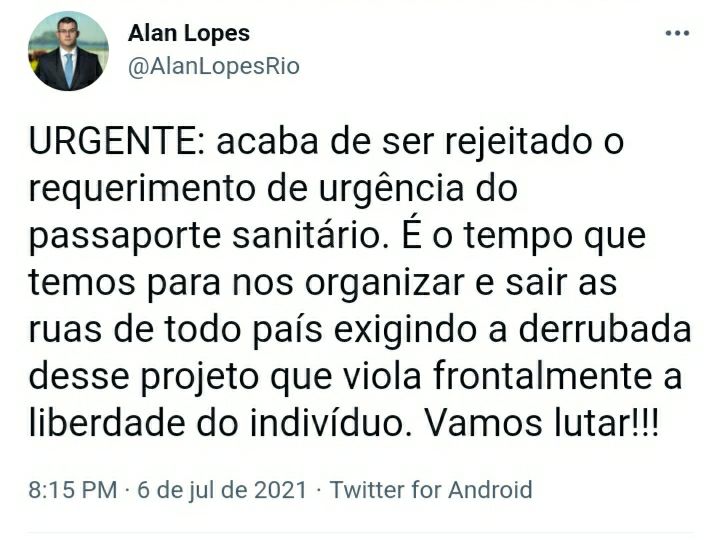 Alan Lopes
@AlanLopesRio
URGENTE: acaba de ser rejeitado o
requerimento de urgência do
passaporte sanitário. É o tempo que
temos para nos organizar e sair as
ruas de todo país exigindo a derrubada
desse projeto que viola frontalmente a
liberdade do indivíduo. Vamos lutar!!!
8:15 PM · 6 de jul de 2021 · Twitter for Android